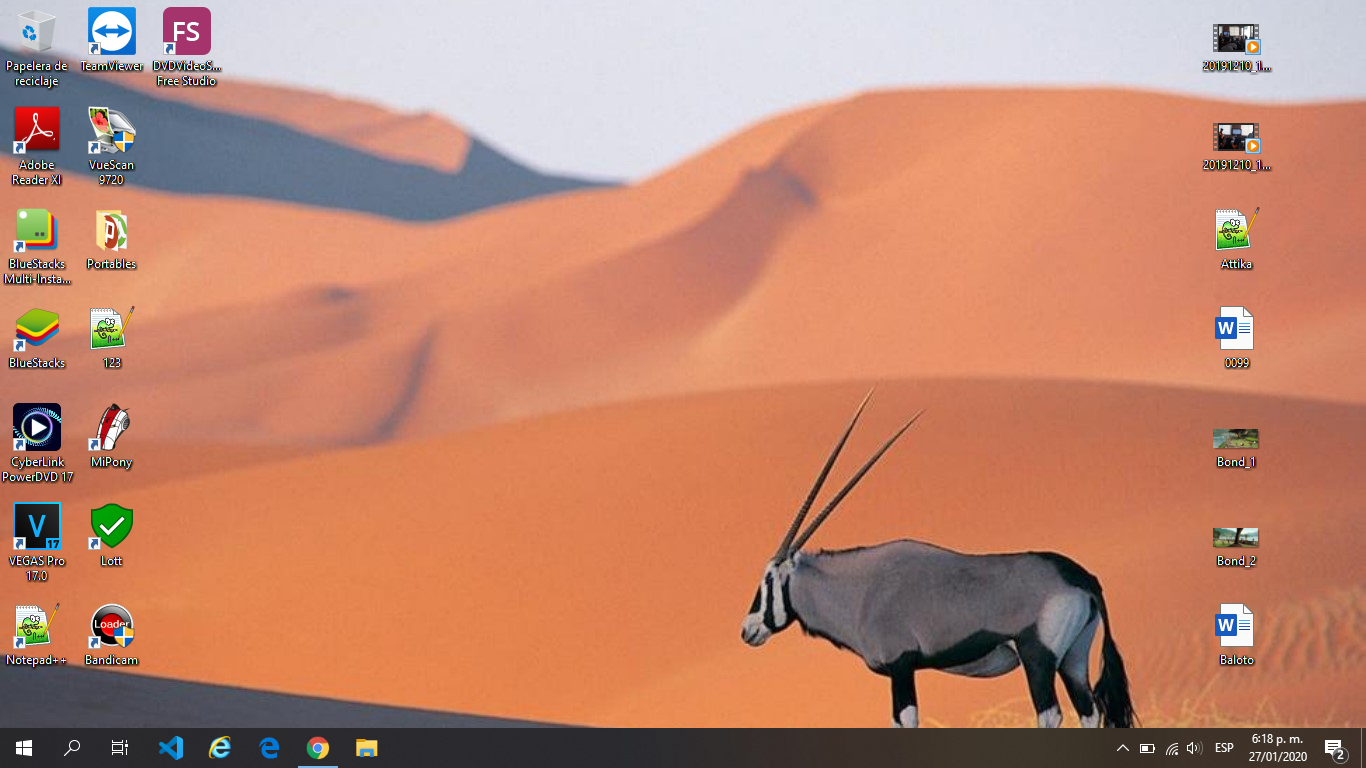 Papelera de
reciclaje
TeamViewer
FS
DVDVideoS...
Free Studio
Adobe
Reader XI
VueScan
9720
BlueStacks
Multi-Insta...
Portables
BlueStacks
123
CyberLink
PowerDVD 17
MiPony
V
17
VEGAS Pro
17.0
Lott
Notepad++
Loader
Bandicam
20191210_1...
20191210_1...
Attika
W
0099
Bond_1
Bond_2
W
Baloto
ESP
6:18 p. m.
27/01/2020
2